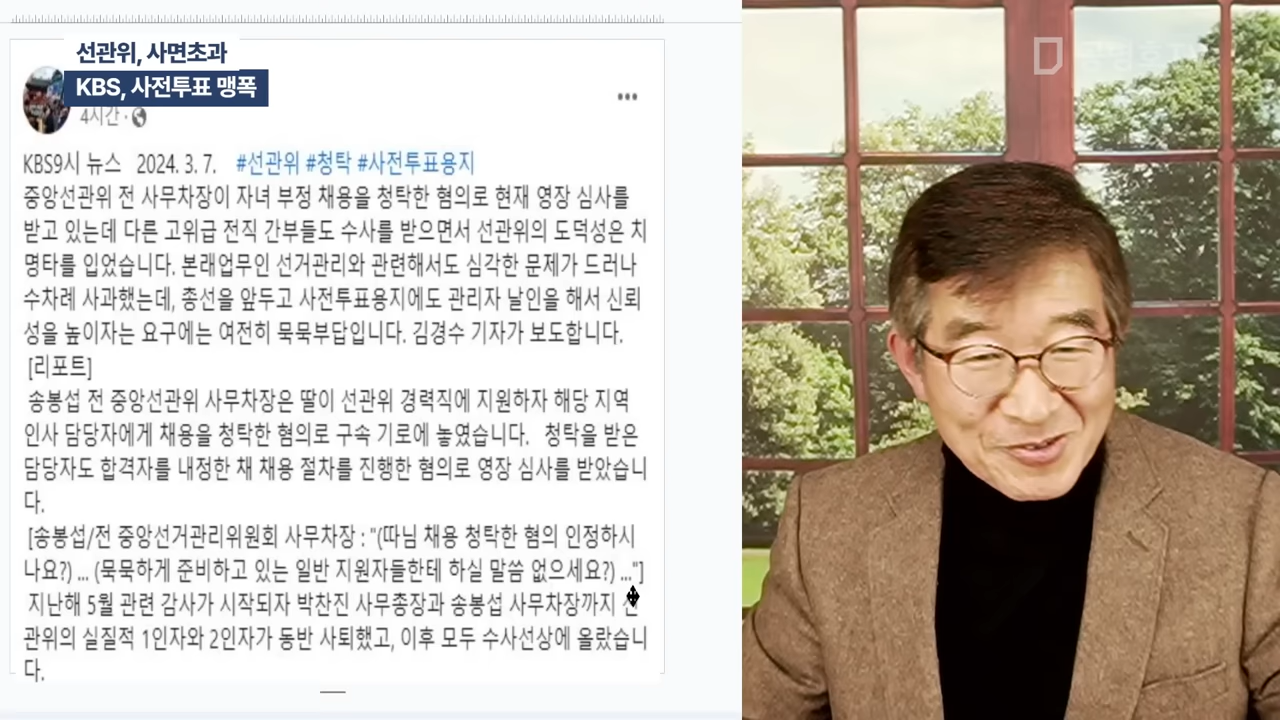 선관위, 사면초과
KBS, 사전투표 맹폭
4시간 ·
KBS9시 뉴스 2024. 3. 7. #선관위 #청탁 #사전투표용지
중앙선관위 전 사무차장이 자녀 부정 채용을 청탁한 혐의로 현재 영장 심사를
받고 있는데 다른 고위급 전직 간부들도 수사를 받으면서 선관위의 도덕성은 치
명타를 입었습니다. 본래업무인 선거관리와 관련해서도 심각한 문제가 드러나
수차례 사과했는데, 총선을 앞두고 사전투표용지에도 관리자 날인을 해서 신뢰
성을 높이자는 요구에는 여전히 묵묵부답입니다. 김경수 기자가 보도합니다.
[리포트]
송봉섭 전 중앙선관위 사무차장은 딸이 선관위 경력직에 지원하자 해당 지역
인사 담당자에게 채용을 청탁한 혐의로 구속 기로에 놓였습니다. 청탁을 받은
담당자도 합격자를 내정한 채 채용 절차를 진행한 혐의로 영장 심사를 받았습니
다.
[송봉섭/전 중앙선거관리위원회 사무차장 : "(따님 채용 청탁한 혐의 인정하시
나요?) ... (묵묵하게 준비하고 있는 일반 지원자들한테 하실 말씀 없으세요?) ..."]
지난해 5월 관련 감사가 시작되자 박찬진 사무총장과 송봉섭 사무차장까지 선
관위의 실질적 1인자와 2인자가 동반 사퇴했고, 이후 모두 수사선상에 올랐습니
다.